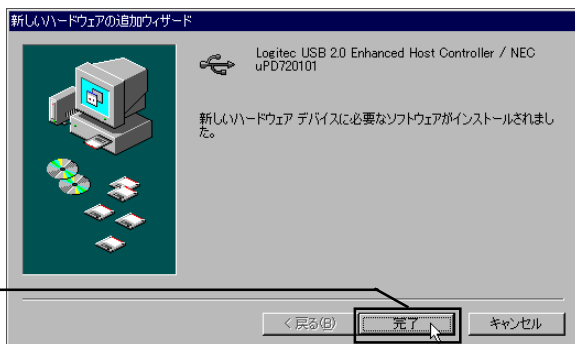 新しいハードウェアの追加ウィザード
Logitec USB 2.0 Enhanced Host Controller / NEC
uPD720101
新しいハードウェア デバイスに必要なソフトウェアがインストールされまし
た。
< 戻る(B)
完了
キャンセル